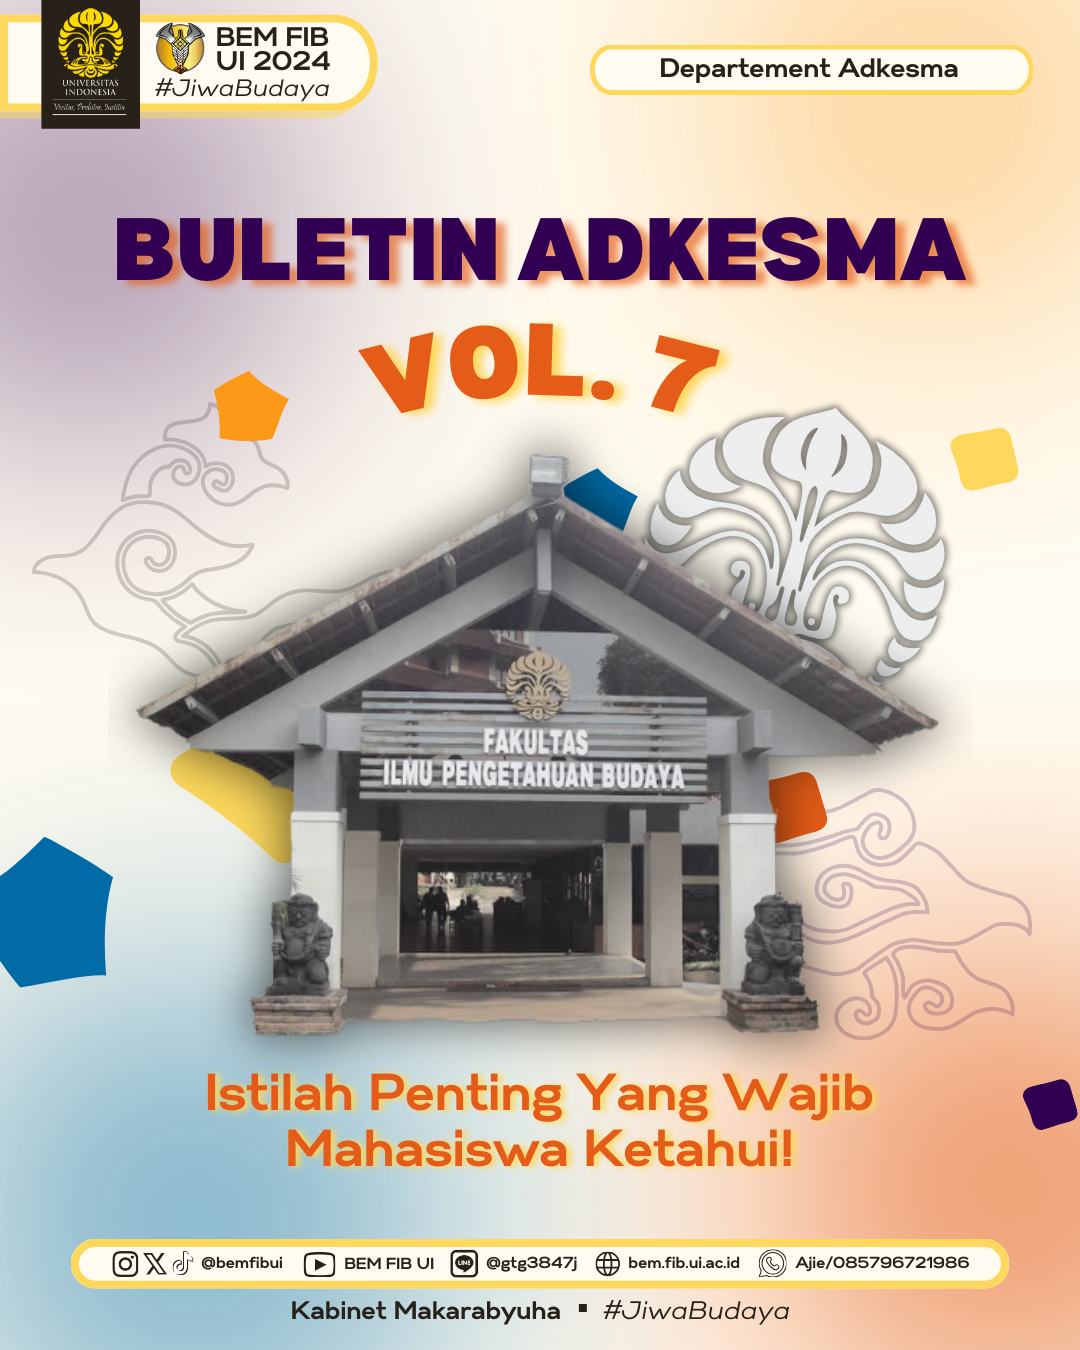 UNIVERSITAS
INDONESIA
Veritas, Probitas, Justitia
BEM FIB
UI 2024
#JiwaBudaya
Departement Adkesma
BULETIN ADKESMA
VOL. 7
FAKULTAS
ILMU PENGETAHUAN BUDAYA
Istilah Penting Yang Wajib
Mahasiswa Ketahui!
@bemfibui BEM FIB UI LINE @gtg3847j bem.fib.ui.ac.id Ajie/085796721986
Kabinet Makarabyuha ▪ #JiwaBudaya